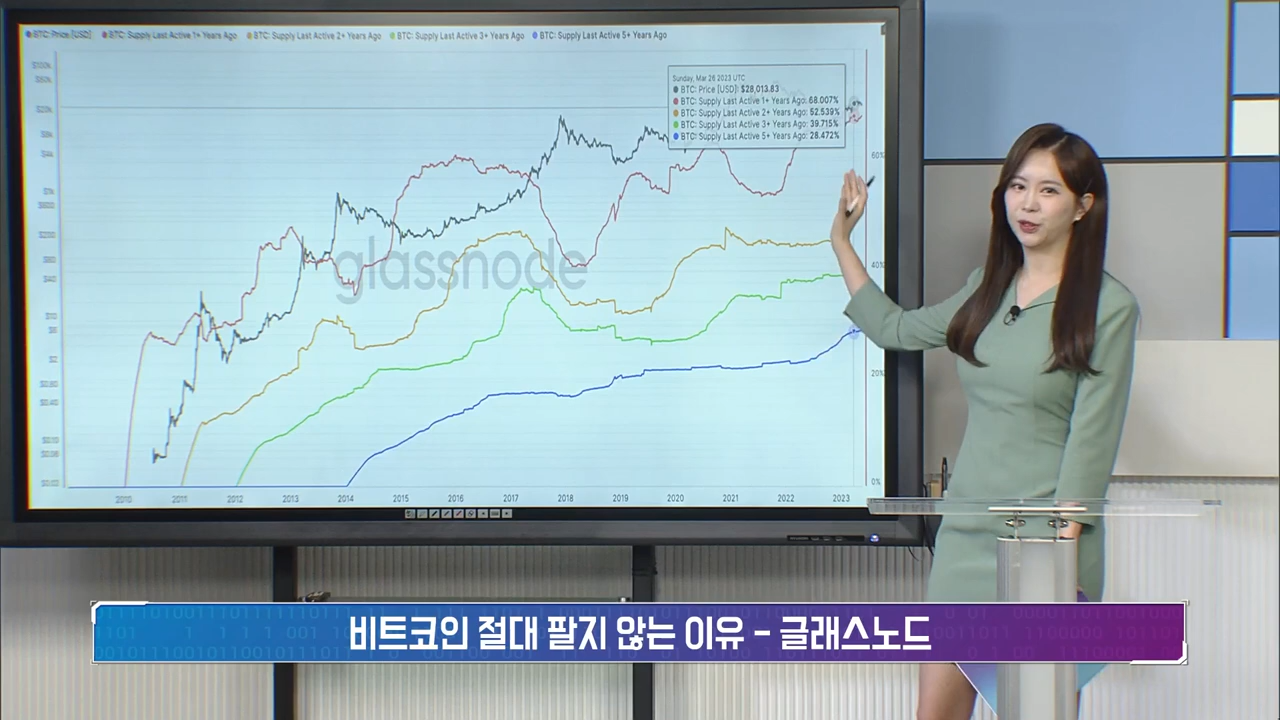 BTC: Price [USD] BTC: Supply Last Active 1+ Years Ago BTC: Supply Last Active 2+ Years Ago BTC: Supply Last Active 3+ Years Ago BTC: Supply Last Active 5+ Years Ago
Sunday, Mar 26 2023 UTC
BTC: Price [USD]: $28,013.83
BTC: Supply Last Active 1+ Years Ago: 68.007%
BTC: Supply Last Active 2+ Years Ago: 52.539%
BTC: Supply Last Active 3+ Years Ago: 39.715%
BTC: Supply Last Active 5+ Years Ago: 28.472%
60%
40%
20%
0%
glassnode
2010 2011 2012 2013 2014 2015 2016 2017 2018 2019 2020 2021 2022 2023
비트코인 절대 팔지 않는 이유 - 글래스노드